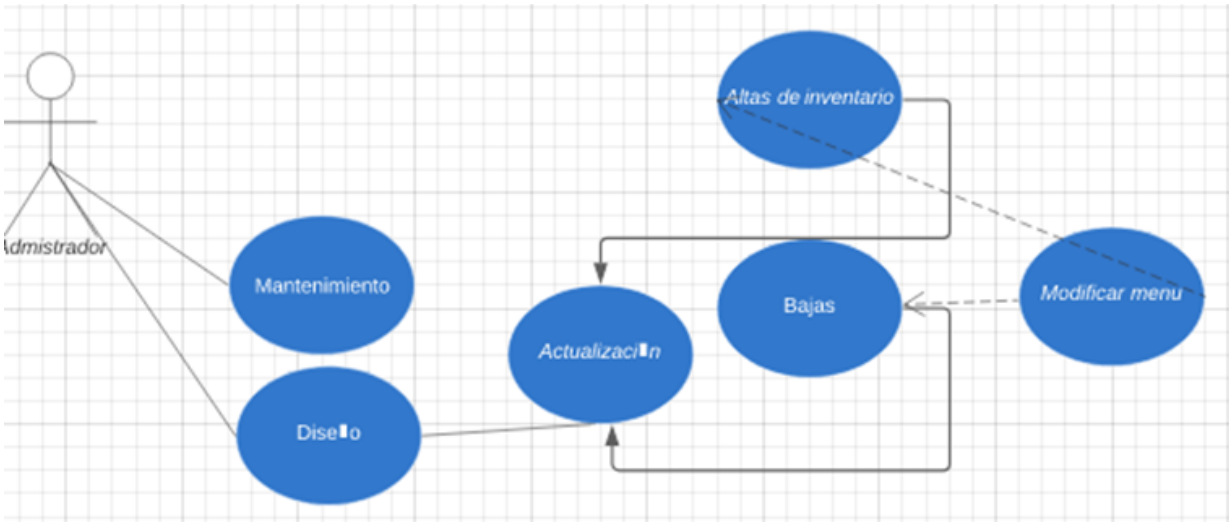 Altas de inventario
Admistrador
Mantenimiento
Bajas
Modificar menu
Actualizaci▮n
Dise▮o